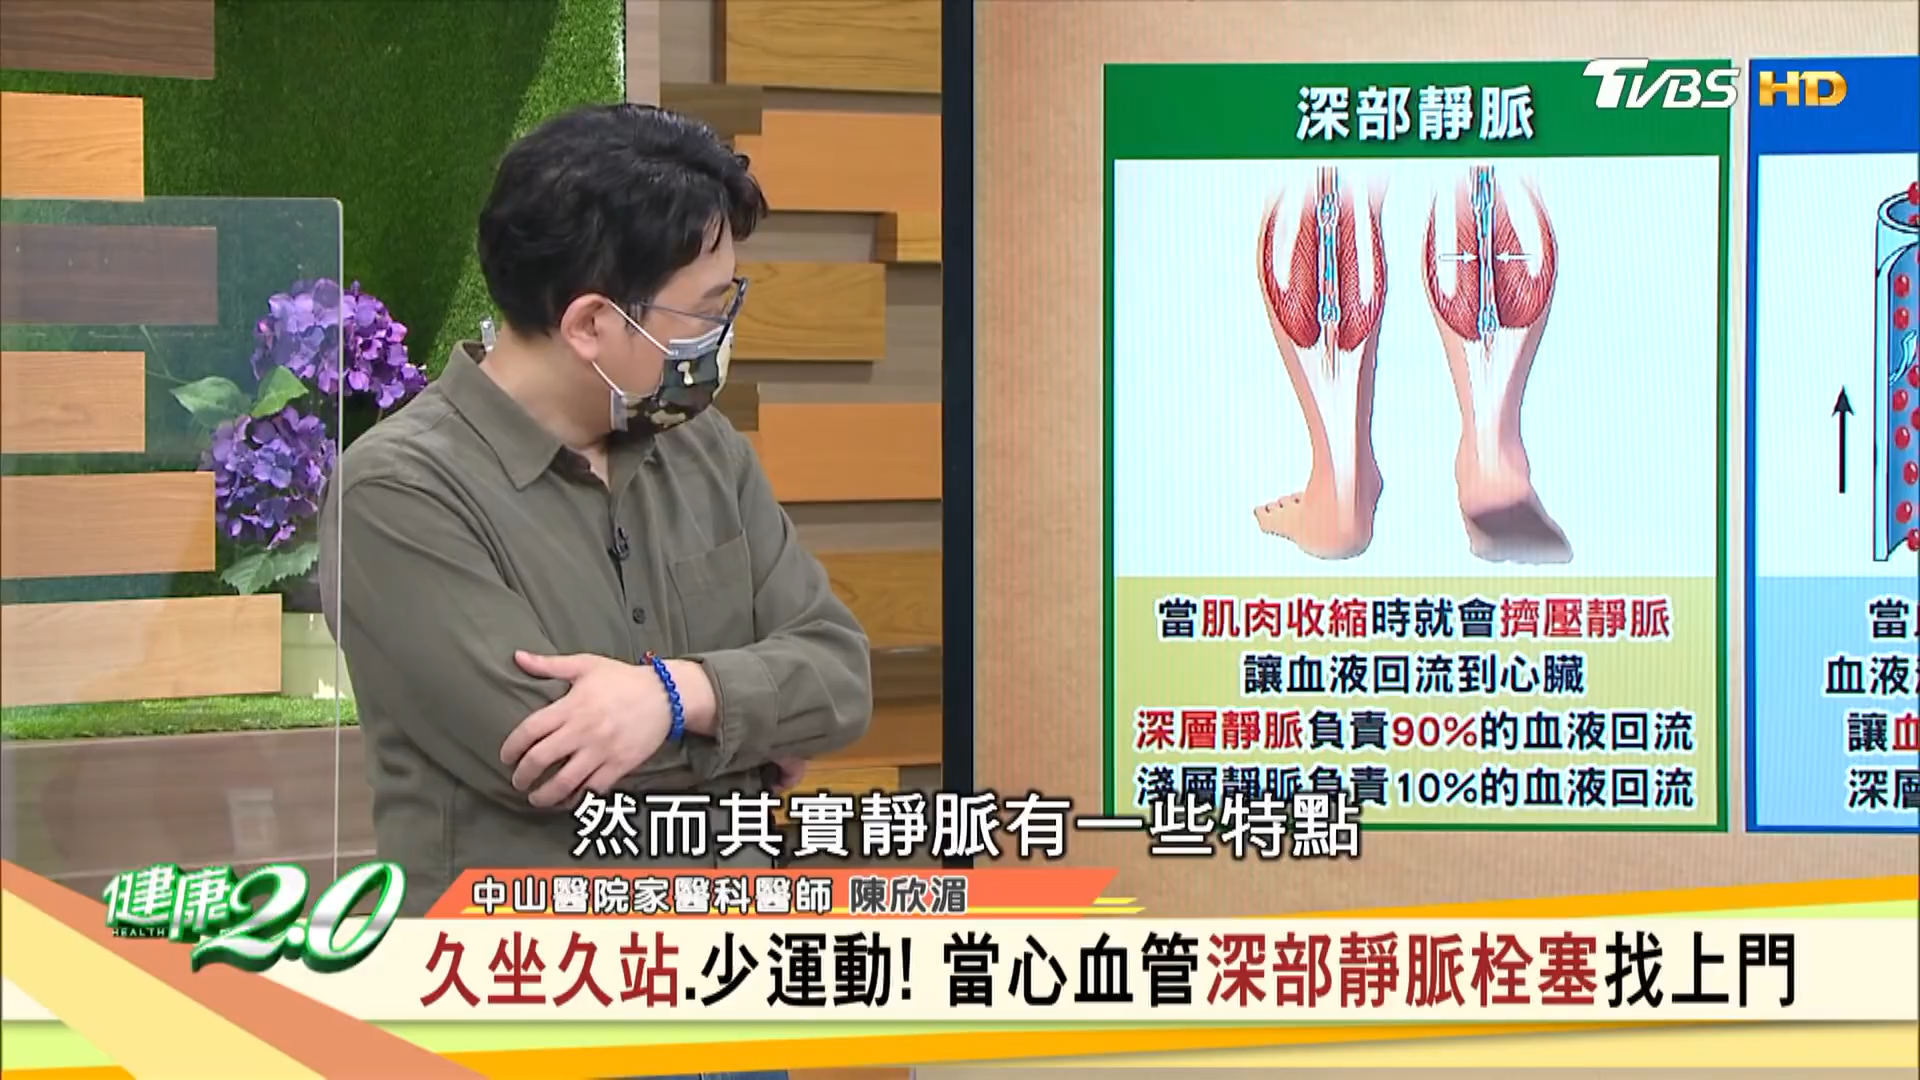 TVBS HD
深部靜脈
當肌肉收縮時就會擠壓靜脈
讓血液回流到心臟
深層靜脈負責90%的血液回流
淺層靜脈負責10%的血液回流
當
血液
讓血
深層
然而其實靜脈有一些特點
中山醫院家醫科醫師 陳欣湄
健康2.0
HEALTH
久坐久站.少運動! 當心血管深部靜脈栓塞找上門